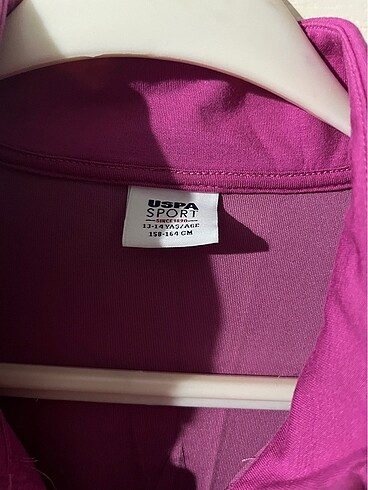 USPA
SPORT
SINCE 1890
13-14 YAŞ/AGE
158-164 CM